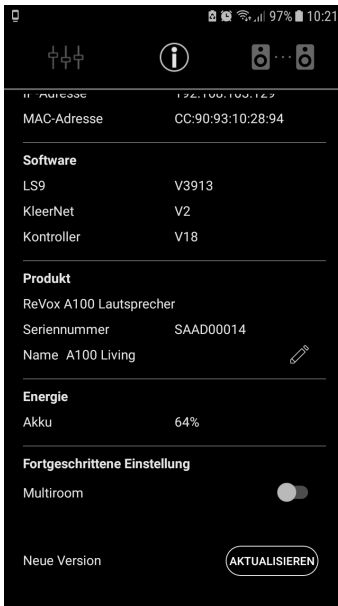 97% 10:21
MAC-Adresse CC:90:93:10:28:94
Software
LS9 V3913
KleerNet V2
Kontroller V18
Produkt
ReVox A100 Lautsprecher
Seriennummer SAAD00014
Name A100 Living
Energie
Akku 64%
Fortgeschrittene Einstellung
Multiroom
Neue Version AKTUALISIEREN